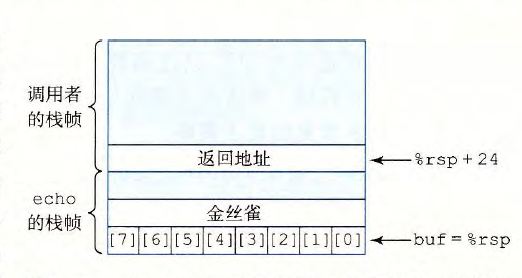 调用者
的栈帧
返回地址
%rsp+24
echo
的栈帧
金丝雀
[7] [6] [5] [4] [3] [2] [1] [0]
buf=%rsp